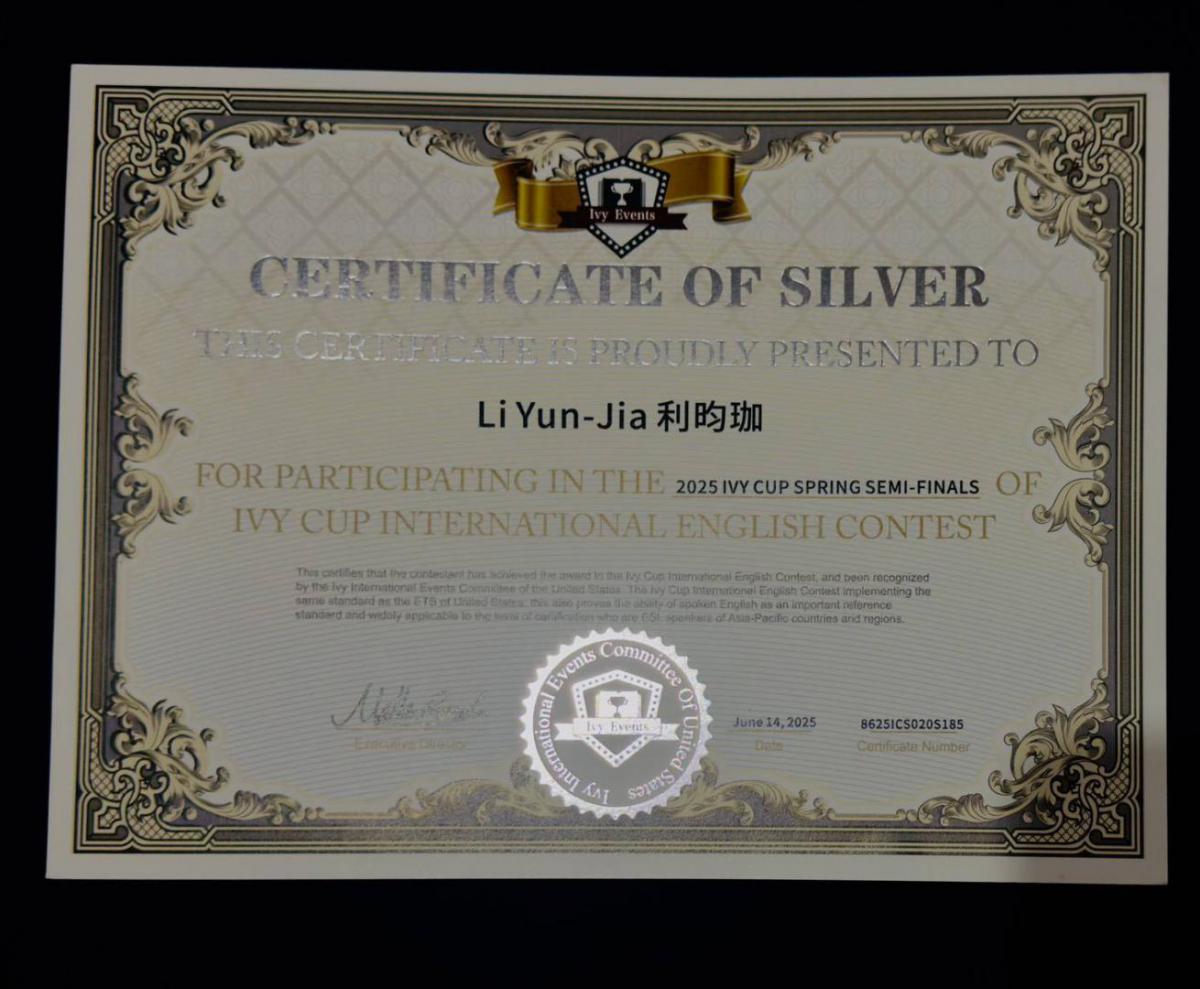 Ivy Events
CERTIFICATE OF SILVER
THIS CERTIFICATE IS PROUDLY PRESENTED TO
Li Yun-Jia 利昀珈
FOR PARTICIPATING IN THE 2025 IVY CUP SPRING SEMI-FINALS OF
IVY CUP INTERNATIONAL ENGLISH CONTEST
This certifies that the contestant has achieved the award in the Ivy Cup International English Contest, and been recognized
by the Ivy International Events Committee of the United States. The Ivy Cup International English Contest implementing the
same standard as the ETS of United States; this also proves the ability of spoken English as an important reference
standard and widely applicable to the level of certification who are ESL speakers of Asia-Pacific countries and regions.
Executive Director
Ivy International Events Committee Of United States
Ivy Events
June 14, 2025
Date
8625ICS020S185
Certificate Number